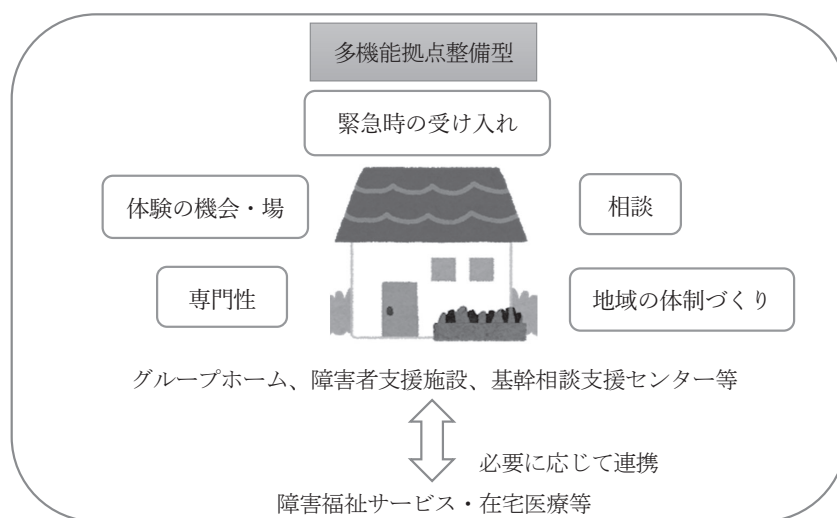 多機能拠点整備型
緊急時の受け入れ
体験の機会・場
相談
専門性
地域の体制づくり
グループホーム、障害者支援施設、基幹相談支援センター等
必要に応じて連携
障害福祉サービス・在宅医療等